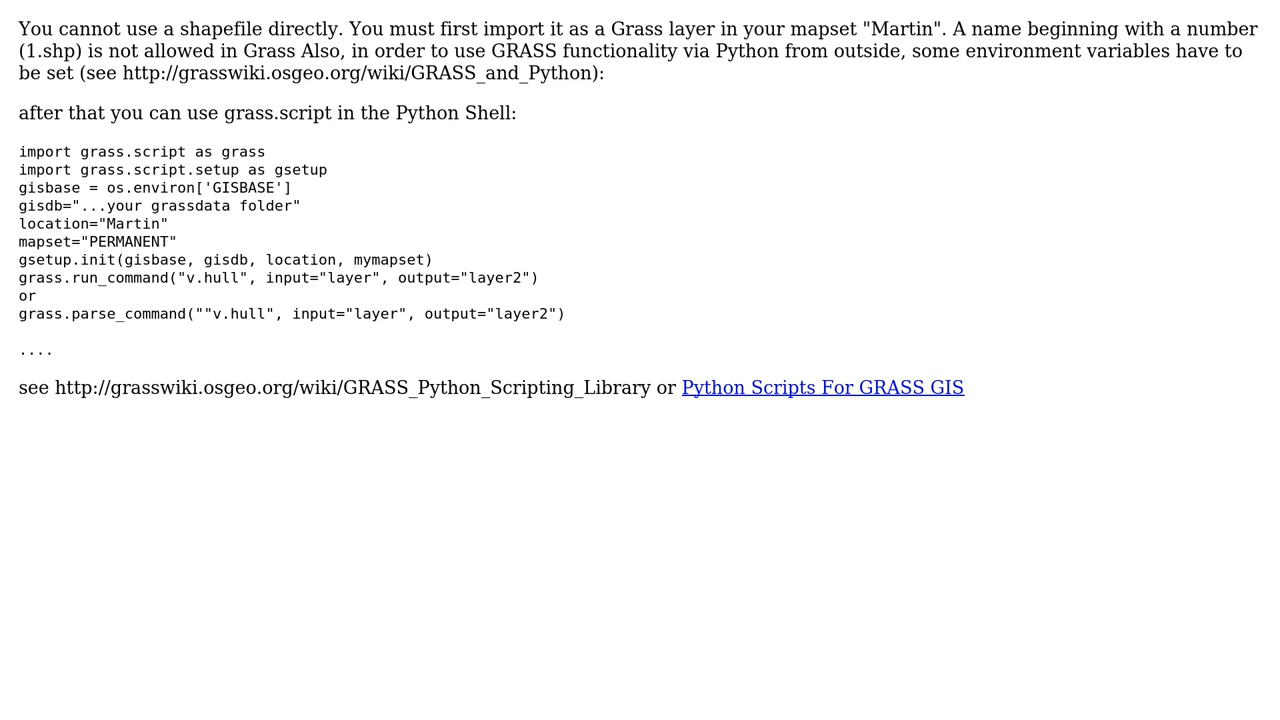 You cannot use a shapefile directly. You must first import it as a Grass layer in your mapset "Martin". A name beginning with a number
(1.shp) is not allowed in Grass Also, in order to use GRASS functionality via Python from outside, some environment variables have to
be set (see http://grasswiki.osgeo.org/wiki/GRASS_and_Python):
after that you can use grass.script in the Python Shell:
import grass.script as grass
import grass.script.setup as gsetup
gisbase = os.environ['GISBASE']
gisdb="...your grassdata folder"
location="Martin"
mapset="PERMANENT"
gsetup.init(gisbase, gisdb, location, mymapset)
grass.run_command("v.hull", input="layer", output="layer2")
or
grass.parse_command(""v.hull", input="layer", output="layer2")
....
see http://grasswiki.osgeo.org/wiki/GRASS_Python_Scripting_Library or Python Scripts For GRASS GIS